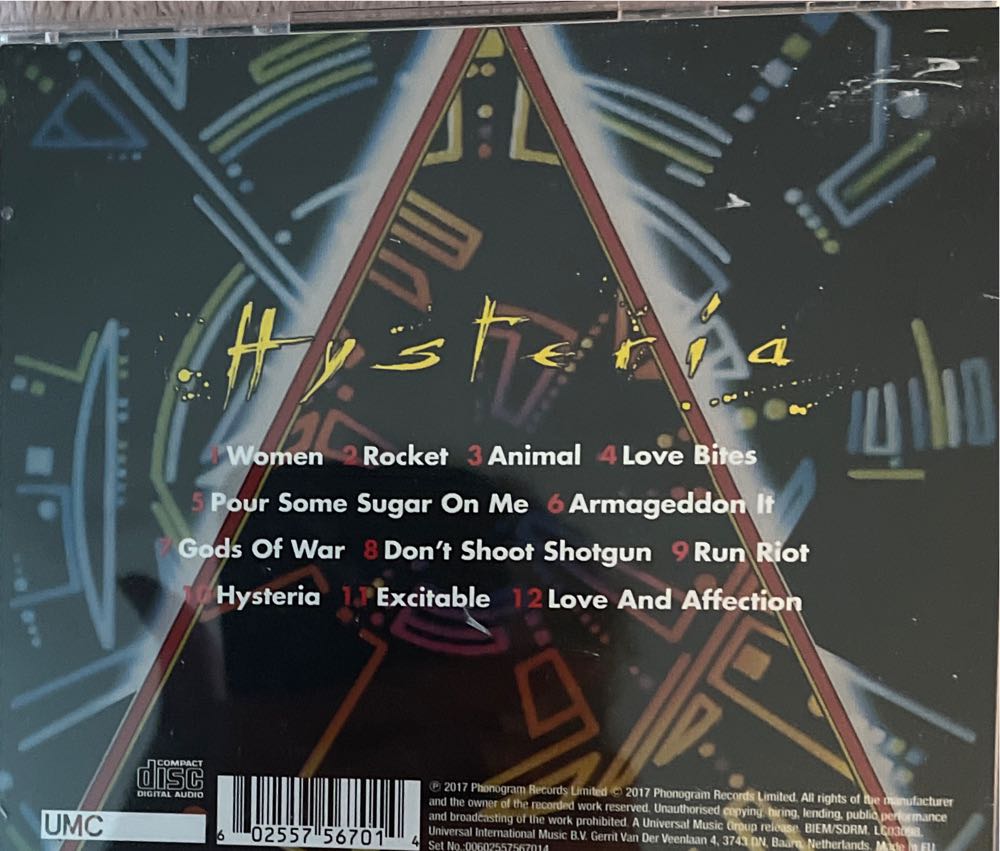 Hysteria
1 Women 2 Rocket 3 Animal 4 Love Bites
5 Pour Some Sugar On Me 6 Armageddon It
7 Gods Of War 8 Don't Shoot Shotgun 9 Run Riot
10 Hysteria 11 Excitable 12 Love And Affection
COMPACT
disc
DIGITAL AUDIO
UMC
6 02557 56701 4
℗ 2017 Phonogram Records Limited © 2017 Phonogram Records Limited. All rights of the manufacturer
and the owner of the recorded work reserved. Unauthorised copying, hiring, lending, public performance
and broadcasting of this work prohibited. A Universal Music Group release. BIEM/SDRM. LC03098.
Universal International Music B.V. Gerrit Van Der Veenlaan 4, 3743 DN, Baarn, Netherlands. Made in EU.
Set No.:00602557567014